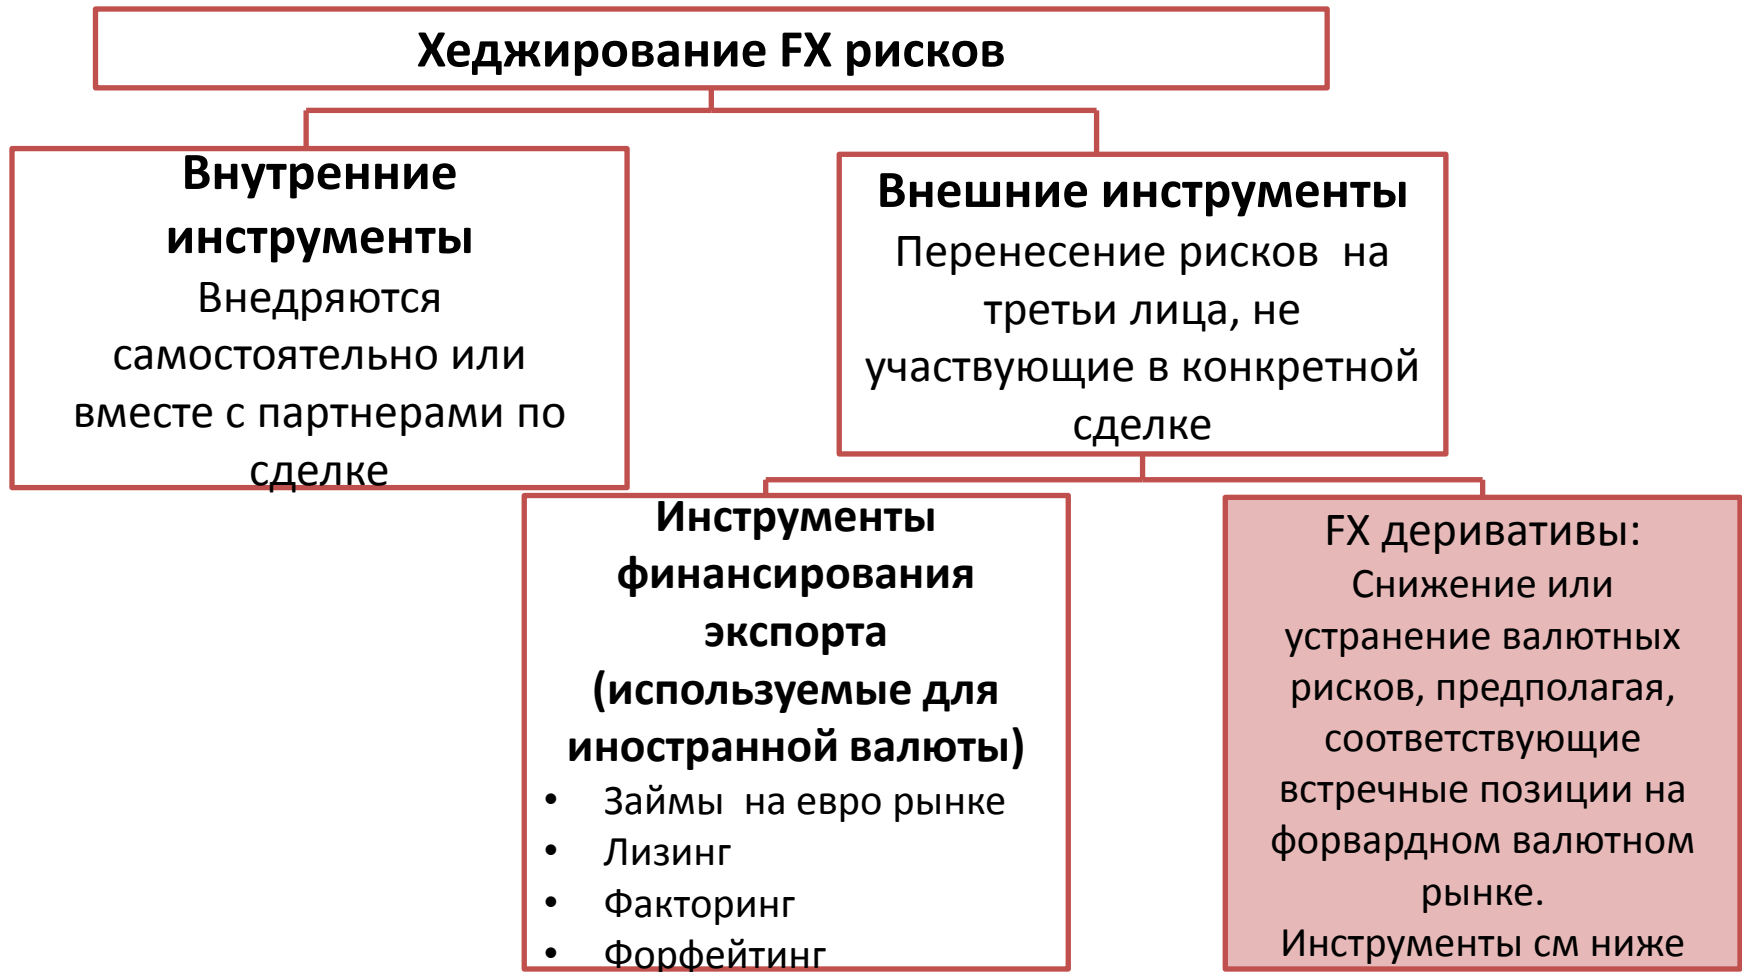 Хеджирование FX рисков
Внутренние
инструменты
Внедряются
самостоятельно или
вместе с партнерами по
сделке
Внешние инструменты
Перенесение рисков на
третьи лица, не
участвующие в конкретной
сделке
Инструменты
финансирования
экспорта
(используемые для
иностранной валюты)
• Займы на евро рынке
• Лизинг
• Факторинг
• Форфейтинг
FX деривативы:
Снижение или
устранение валютных
рисков, предполагая,
соответствующие
встречные позиции на
форвардном валютном
рынке.
Инструменты см ниже